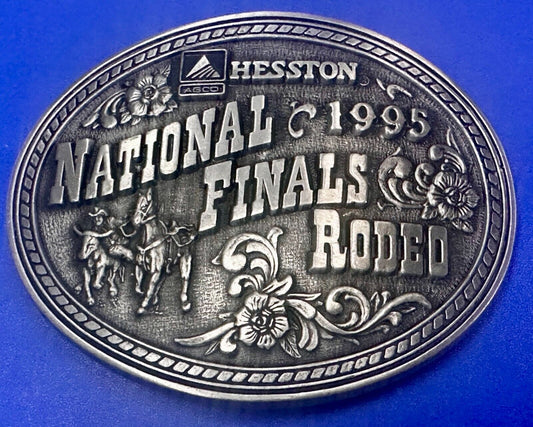 AGCO
HESSTON
1995
NATIONAL
FINALS
RODEO